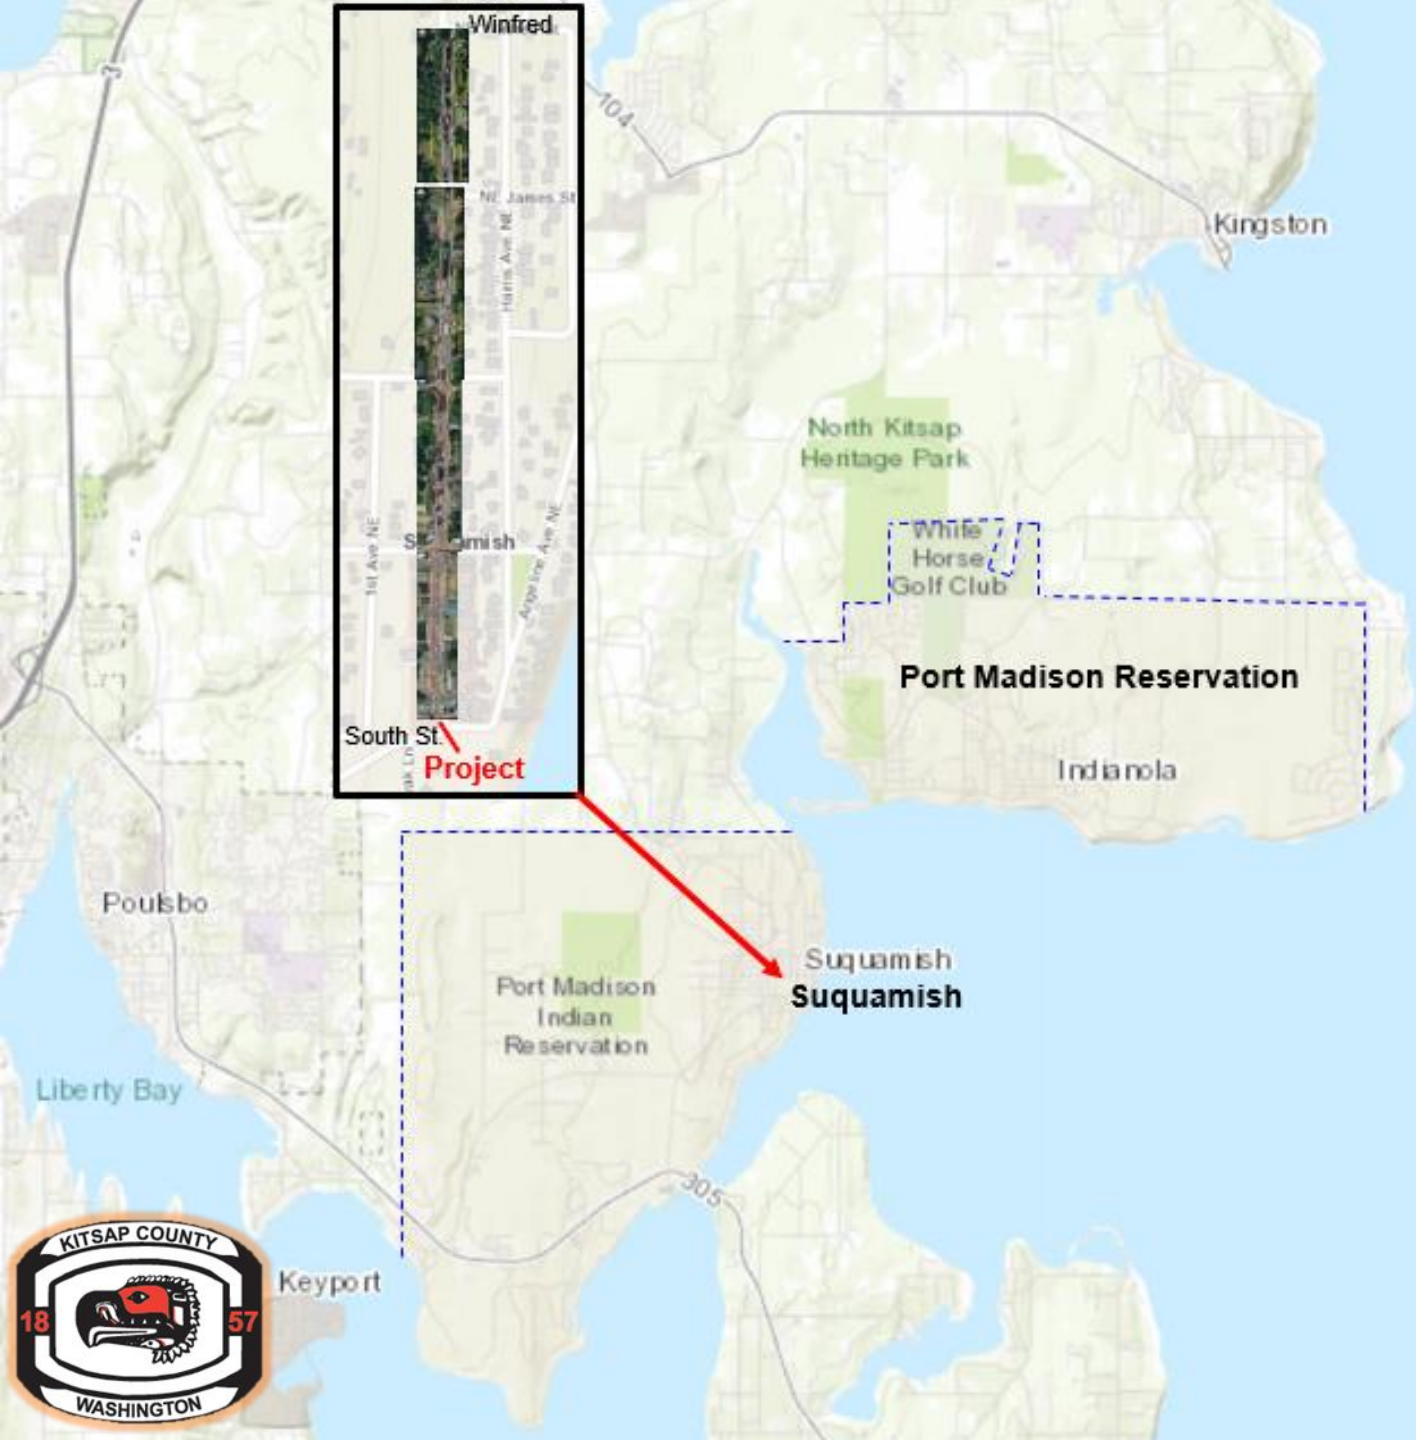 Winfred
3
104
NE James St
Harris Ave NE
Kingston
North Kitsap
Heritage Park
White
Horse
Golf Club
1st Ave NE
Angeline Ave NE
Port Madison Reservation
South St.
Project
Indianola
Poulsbo
Suquamish
Suquamish
Port Madison
Indian
Reservation
Liberty Bay
305
KITSAP COUNTY
18 57
WASHINGTON
Keyport